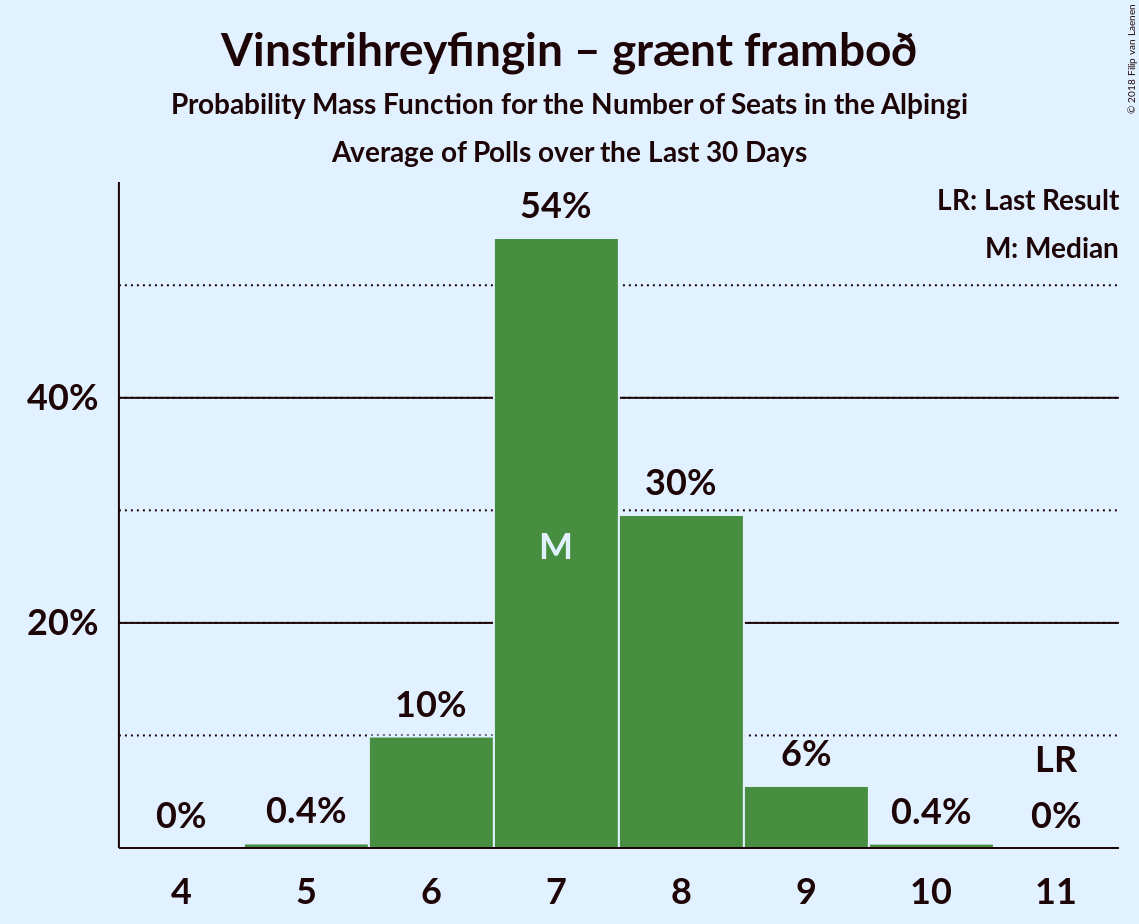 Vinstrihreyfingin – grænt framboð
Probability Mass Function for the Number of Seats in the Alþingi
Average of Polls over the Last 30 Days
© 2018 Filip van Laenen
LR: Last Result
M: Median
54%
40%
30%
M
20%
10%
6%
LR
0%
0.4%
0.4%
0%
4 5 6 7 8 9 10 11